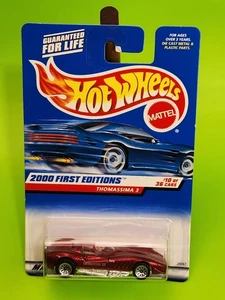 GUARANTEED
FOR LIFE
FOR AGES
OVER 3 YEARS.
DIE CAST METAL &
PLASTIC PARTS.
Hot Wheels
MATTEL
2000 FIRST EDITIONS
THOMASSIMA 3
#10 of
36 CARS